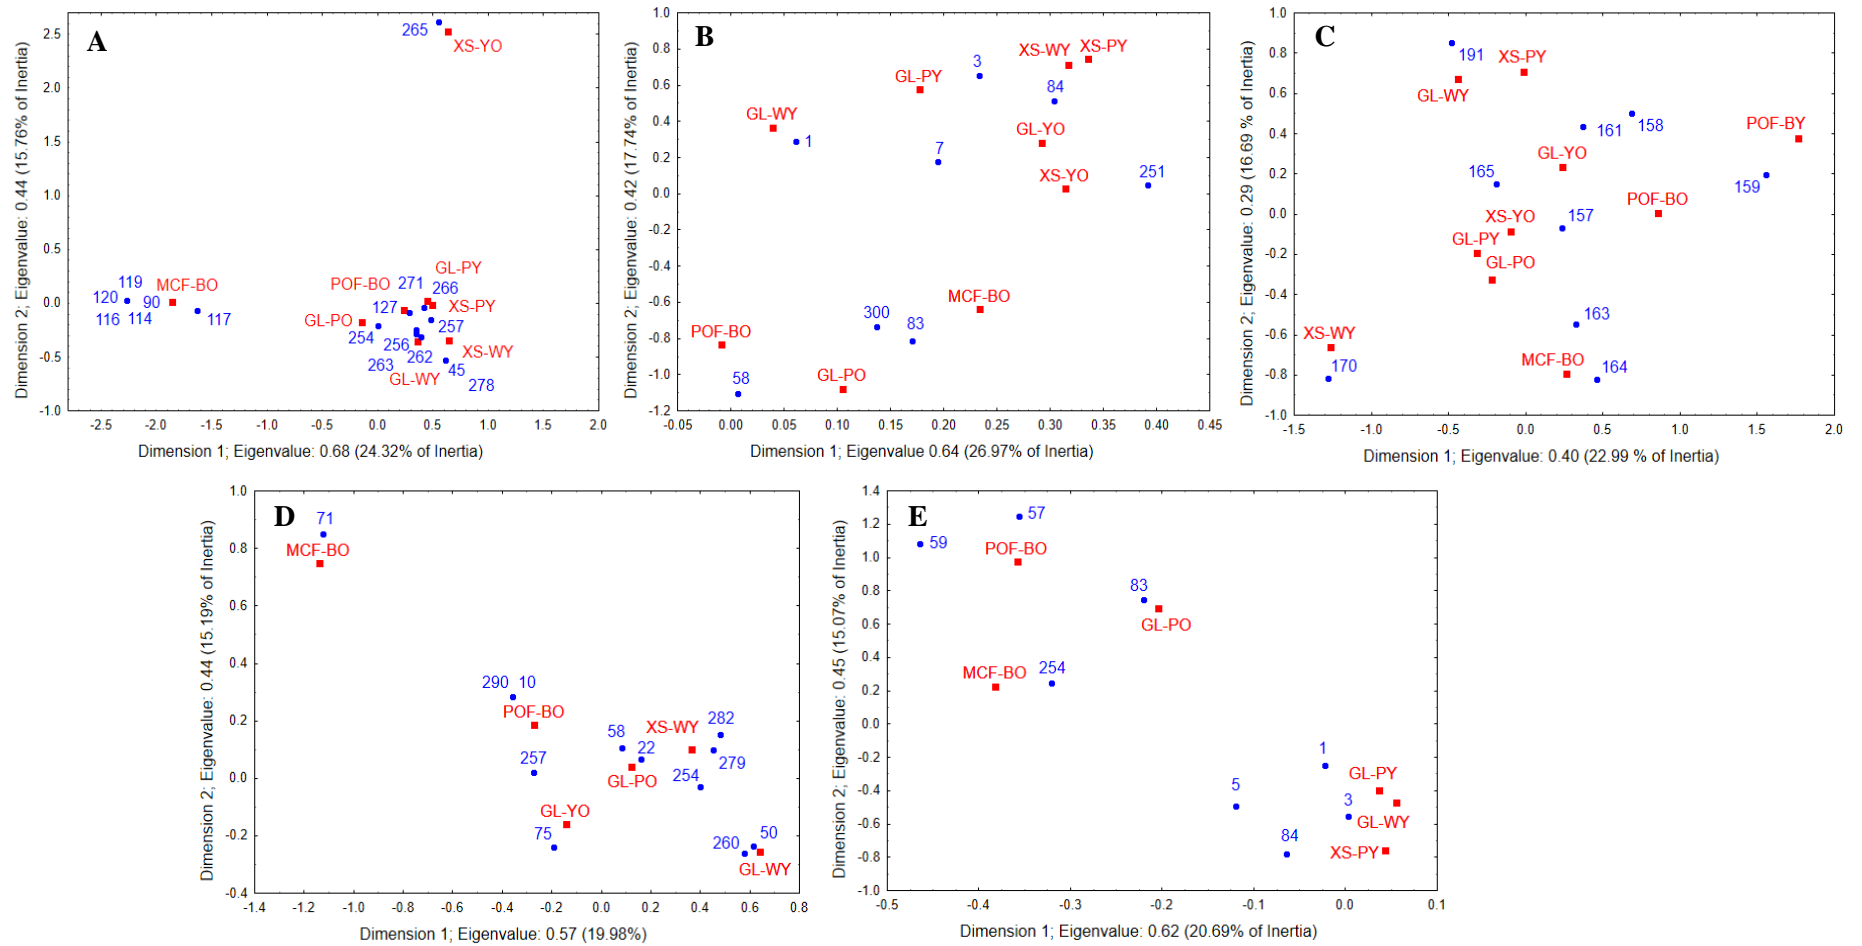 A
Dimension 2; Eigenvalue: 0.44 (15.76% of Inertia)
2.5
2.0
1.5
1.0
0.5
0.0
-0.5
-1.0
265
XS-YO
119
120 90 MCF-BO
116 114 117
POF-BO 271 GL-PY
266
127 XS-PY
GL-PO
254 257
256
263 262 XS-WY
GL-WY 45
278
-2.5 -2.0 -1.5 -1.0 -0.5 0.0 0.5 1.0 1.5 2.0
Dimension 1; Eigenvalue: 0.68 (24.32% of Inertia)
B
Dimension 2; Eigenvalue: 0.42 (17.74% of Inertia)
1.0
0.8
0.6
0.4
0.2
0.0
-0.2
-0.4
-0.6
-0.8
-1.0
-1.2
XS-WY XS-PY
3
GL-PY
84
GL-WY
1
GL-YO
7
XS-YO 251
MCF-BO
300 83
POF-BO
GL-PO
58
-0.05 0.00 0.05 0.10 0.15 0.20 0.25 0.30 0.35 0.40 0.45
Dimension 1; Eigenvalue 0.64 (26.97% of Inertia)
C
Dimension 2; Eigenvalue: 0.29 (16.69 % of Inertia)
1.0
0.8
0.6
0.4
0.2
0.0
-0.2
-0.4
-0.6
-0.8
-1.0
191 XS-PY
GL-WY
161 158 POF-BY
GL-YO
165
159
POF-BO
XS-YO 157
GL-PY
GL-PO
163
XS-WY
170 MCF-BO 164
-1.5 -1.0 -0.5 0.0 0.5 1.0 1.5 2.0
Dimension 1; Eigenvalue: 0.40 (22.99 % of Inertia)
D
Dimension 2; Eigenvalue: 0.44 (15.19% of Inertia)
1.0
0.8
0.6
0.4
0.2
0.0
-0.2
-0.4
71
MCF-BO
290 10
POF-BO
282
58 XS-WY
22
257 279
GL-PO 254
GL-YO
75
260 50
GL-WY
-1.4 -1.2 -1.0 -0.8 -0.6 -0.4 -0.2 0.0 0.2 0.4 0.6 0.8
Dimension 1; Eigenvalue: 0.57 (19.98%)
E
Dimension 2; Eigenvalue: 0.45 (15.07% of Inertia)
1.4
1.2
1.0
0.8
0.6
0.4
0.2
0.0
-0.2
-0.4
-0.6
-0.8
-1.0
57
59 POF-BO
83
GL-PO
MCF-BO 254
1
GL-PY
5
3
GL-WY
84
XS-PY
-0.5 -0.4 -0.3 -0.2 -0.1 0.0 0.1
Dimension 1; Eigenvalue: 0.62 (20.69% of Inertia)